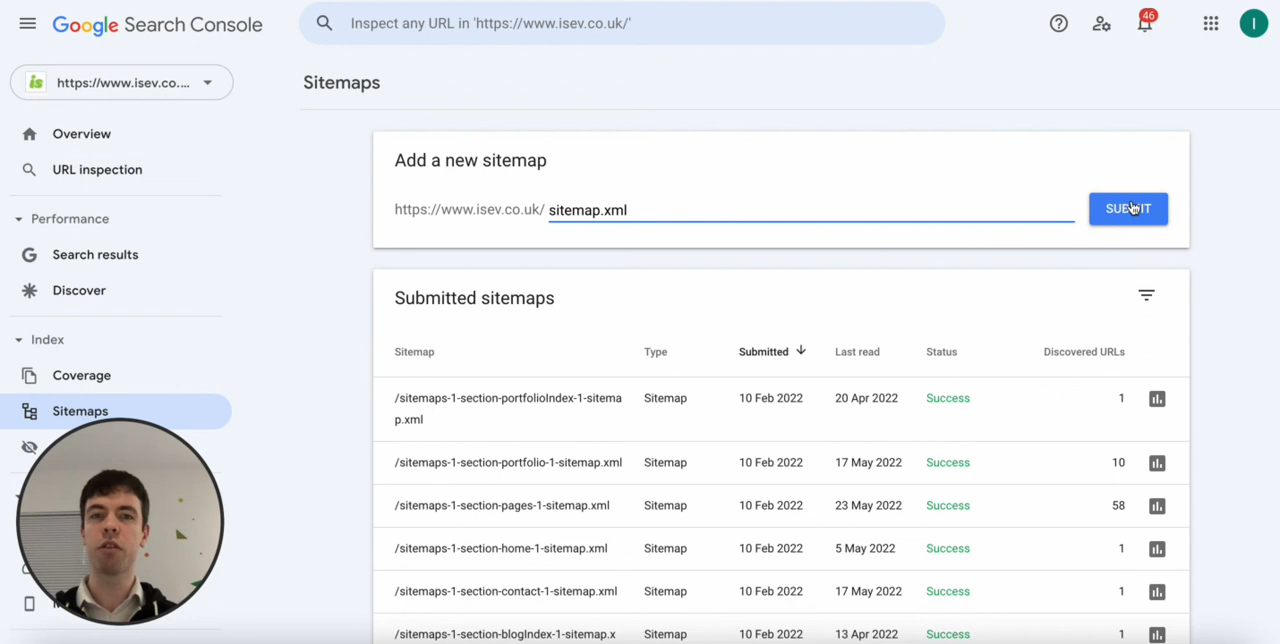 Google Search Console
Inspect any URL in 'https://www.isev.co.uk/'
46
I
is https://www.isev.co....
Sitemaps
Overview
URL inspection
Performance
Search results
Discover
Index
Coverage
Sitemaps
Add a new sitemap
https://www.isev.co.uk/ sitemap.xml
SUBMIT
Submitted sitemaps
Sitemap Type Submitted Last read Status Discovered URLs
/sitemaps-1-section-portfolioIndex-1-sitema
p.xml Sitemap 10 Feb 2022 20 Apr 2022 Success 1
/sitemaps-1-section-portfolio-1-sitemap.xml Sitemap 10 Feb 2022 17 May 2022 Success 10
/sitemaps-1-section-pages-1-sitemap.xml Sitemap 10 Feb 2022 23 May 2022 Success 58
/sitemaps-1-section-home-1-sitemap.xml Sitemap 10 Feb 2022 5 May 2022 Success 1
/sitemaps-1-section-contact-1-sitemap.xml Sitemap 10 Feb 2022 17 May 2022 Success 1
/sitemaps-1-section-blogIndex-1-sitemap.x Sitemap 10 Feb 2022 13 Apr 2022 Success 1